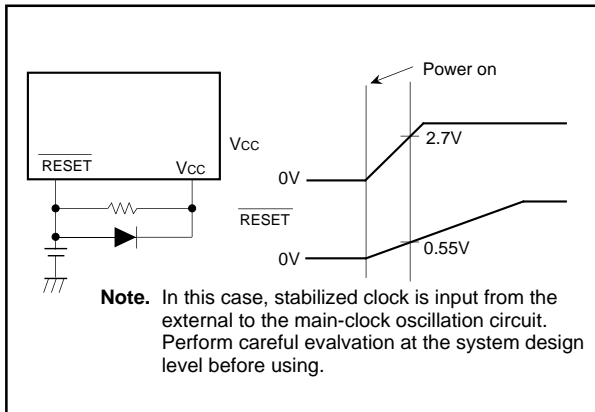 Power on
Vcc
2.7V
RESET
Vcc
0V
RESET
0V
0.55V
Note. In this case, stabilized clock is input from the
external to the main-clock oscillation circuit.
Perform careful evalvation at the system design
level before using.